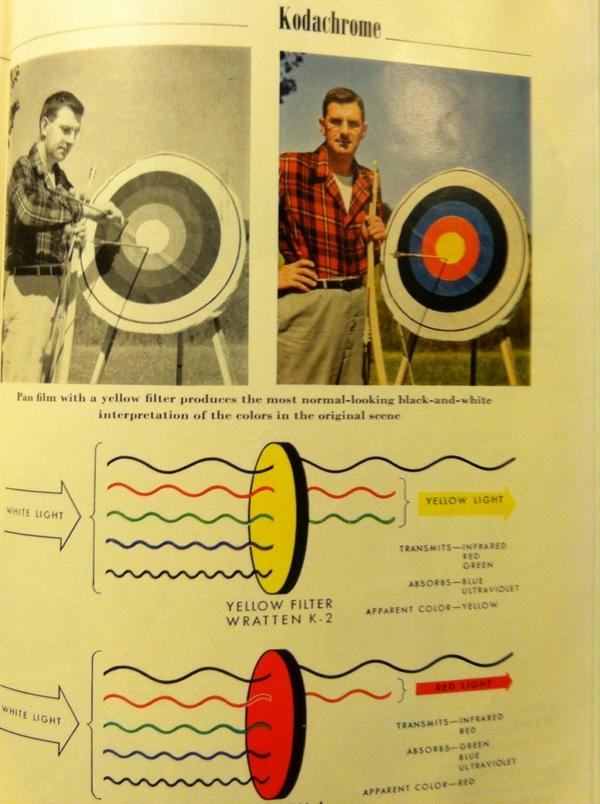 Kodachrome
Pan film with a yellow filter produces the most normal-looking black-and-white
interpretation of the colors in the original scene
WHITE LIGHT
YELLOW LIGHT
TRANSMITS—INFRARED
RED
GREEN
ABSORBS—BLUE
ULTRAVIOLET
APPARENT COLOR—YELLOW
YELLOW FILTER
WRATTEN K-2
WHITE LIGHT
RED LIGHT
TRANSMITS—INFRARED
RED
ABSORBS—GREEN
BLUE
ULTRAVIOLET
APPARENT COLOR—RED